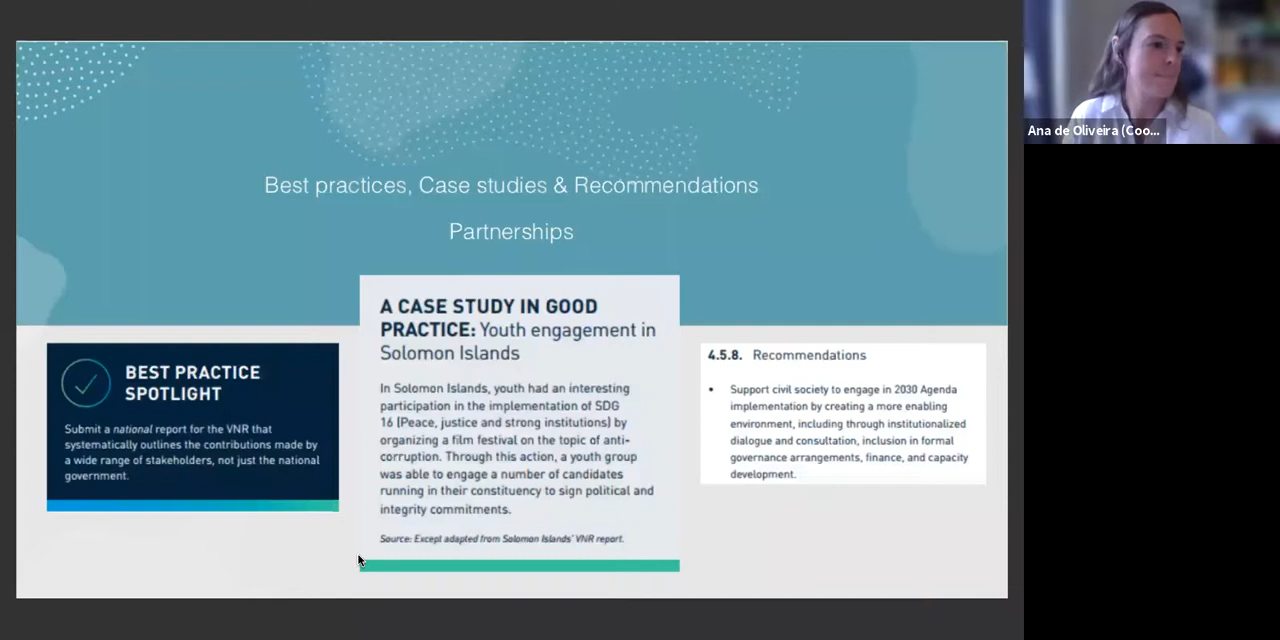 Best practices, Case studies & Recommendations
Partnerships
BEST PRACTICE
SPOTLIGHT
Submit a national report for the VNR that
systematically outlines the contributions made by
a wide range of stakeholders, not just the national
government.
A CASE STUDY IN GOOD
PRACTICE: Youth engagement in
Solomon Islands
In Solomon Islands, youth had an interesting
participation in the implementation of SDG
16 (Peace, justice and strong institutions) by
organizing a film festival on the topic of anti-
corruption. Through this action, a youth group
was able to engage a number of candidates
running in their constituency to sign political and
integrity commitments.
Source: Except adapted from Solomon Islands' VNR report.
4.5.8. Recommendations
• Support civil society to engage in 2030 Agenda
implementation by creating a more enabling
environment, including through institutionalized
dialogue and consultation, inclusion in formal
governance arrangements, finance, and capacity
development.
Ana de Oliveira (Coo...